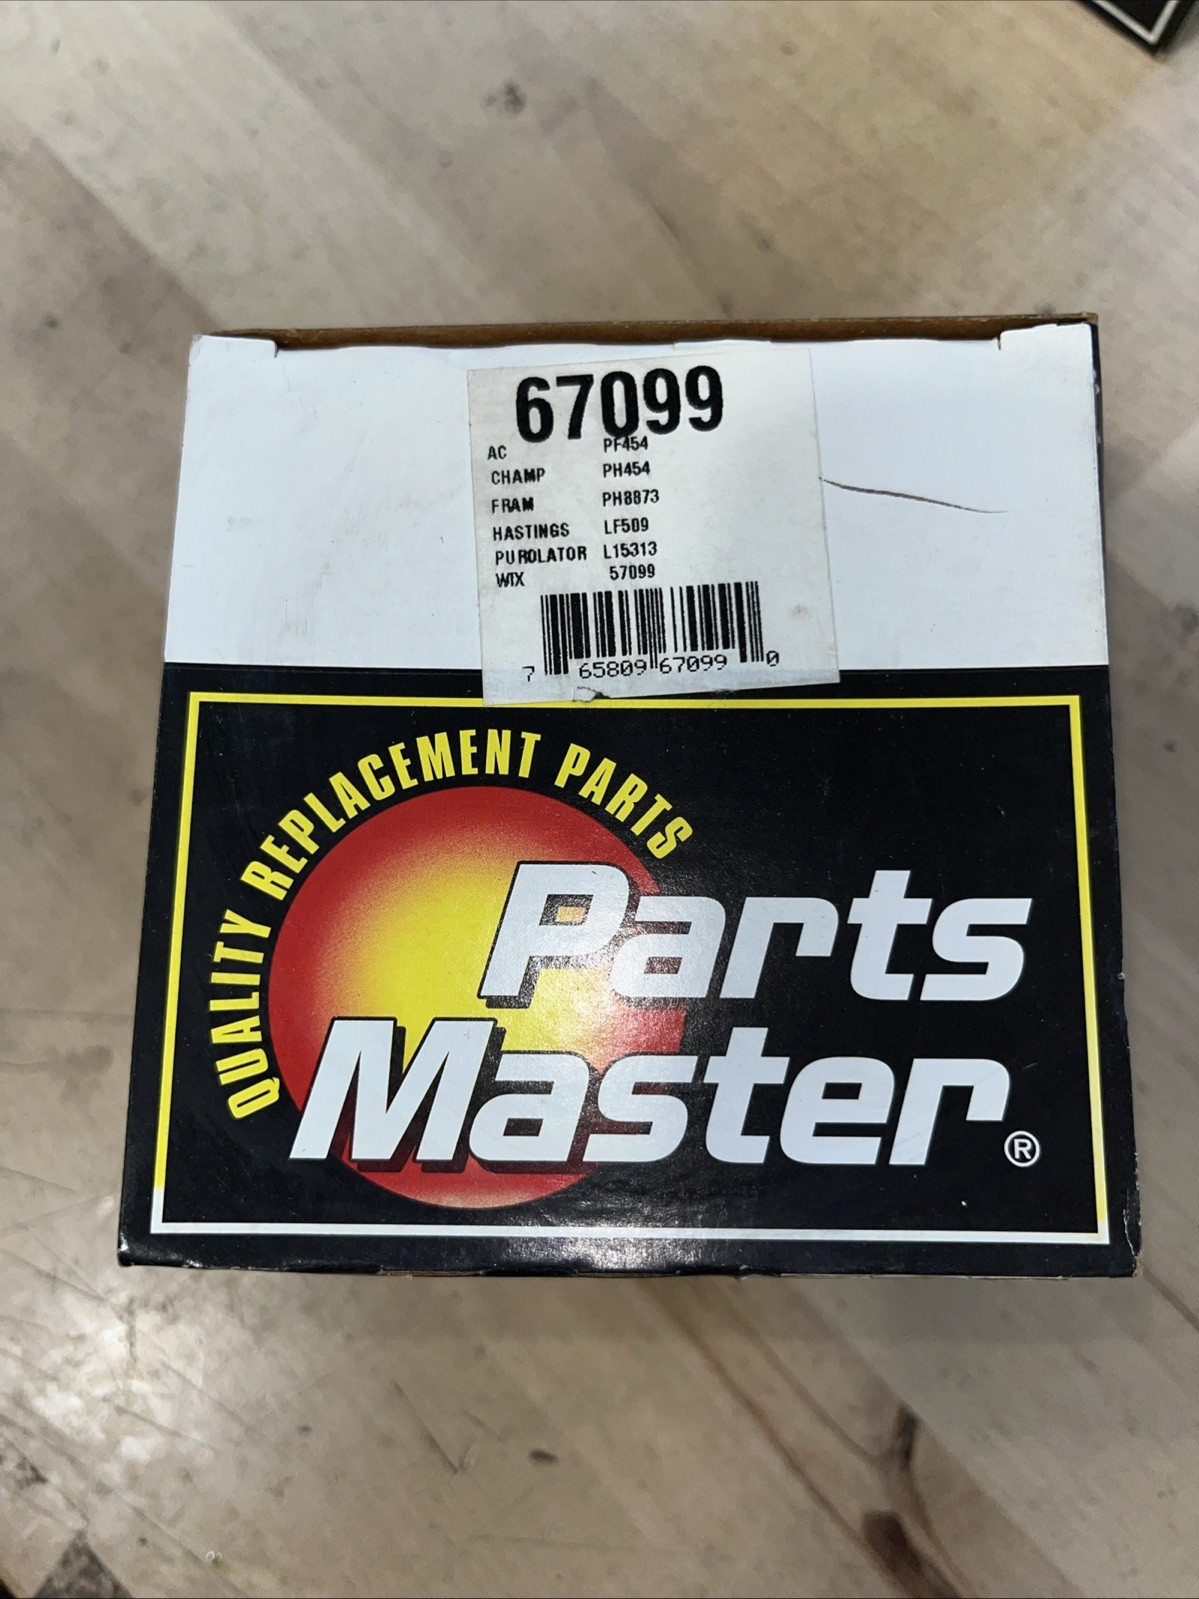 67099
AC PF454
CHAMP PH454
FRAM PH8873
HASTINGS LF509
PUROLATOR L15313
WIX 57099
7 65809 67099 0
QUALITY REPLACEMENT PARTS
Parts
Master®